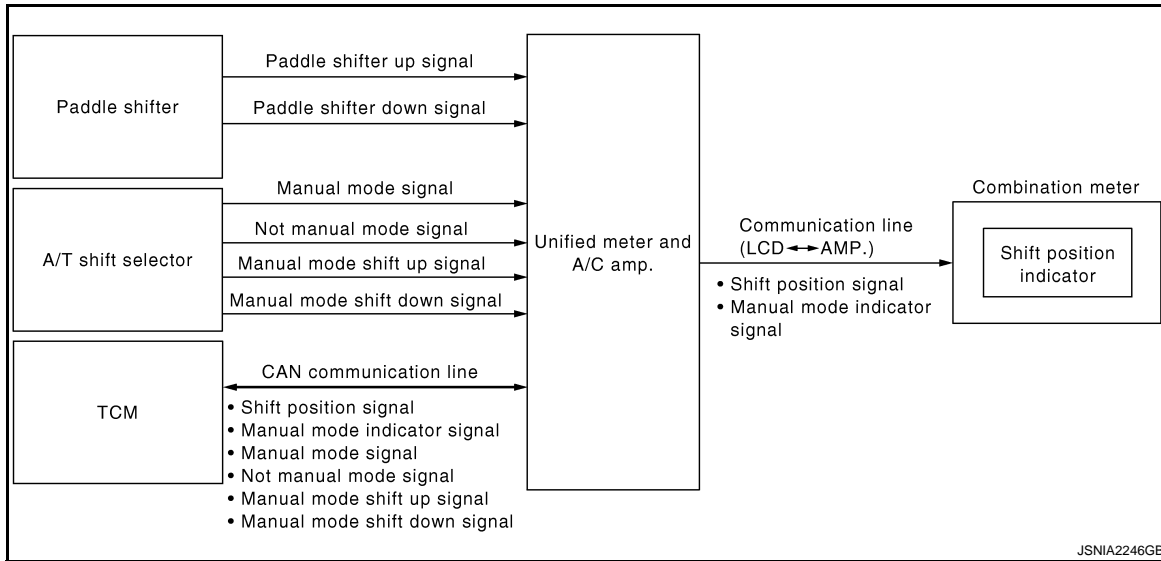 Paddle shifter
Paddle shifter up signal
Paddle shifter down signal
A/T shift selector
Manual mode signal
Not manual mode signal
Manual mode shift up signal
Manual mode shift down signal
TCM
CAN communication line
• Shift position signal
• Manual mode indicator signal
• Manual mode signal
• Not manual mode signal
• Manual mode shift up signal
• Manual mode shift down signal
Unified meter and
A/C amp.
Communication line
(LCD ↔ AMP.)
• Shift position signal
• Manual mode indicator
signal
Combination meter
Shift position
indicator
JSNIA2246GB